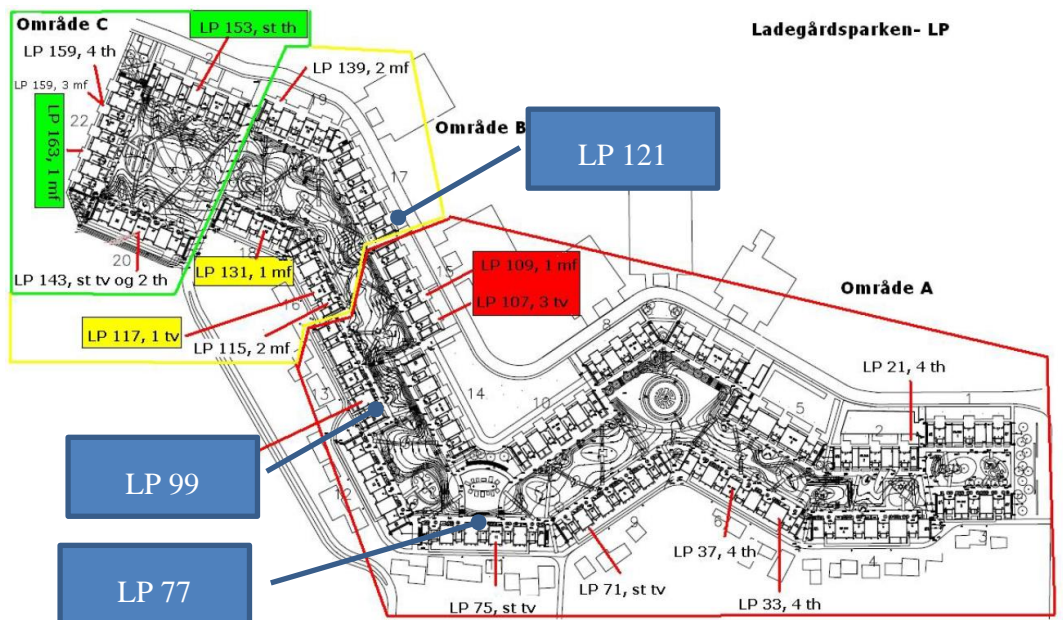 Område C
LP 153, st th
Ladegårdsparken- LP
LP 159, 4 th
LP 139, 2 mf
LP 159, 3 mf
22
LP 163, 1 mf
Område B
LP 121
17
20
LP 143, st tv og 2 th
LP 131, 1 mf
15
LP 109, 1 mf
LP 107, 3 tv
Område A
16
LP 117, 1 tv
LP 115, 2 mf
8
7
LP 21, 4 th
13
14
10
5
1
2
LP 99
12
LP 77
9
6
LP 37, 4 th
4
3
LP 75, st tv
LP 71, st tv
LP 33, 4 th